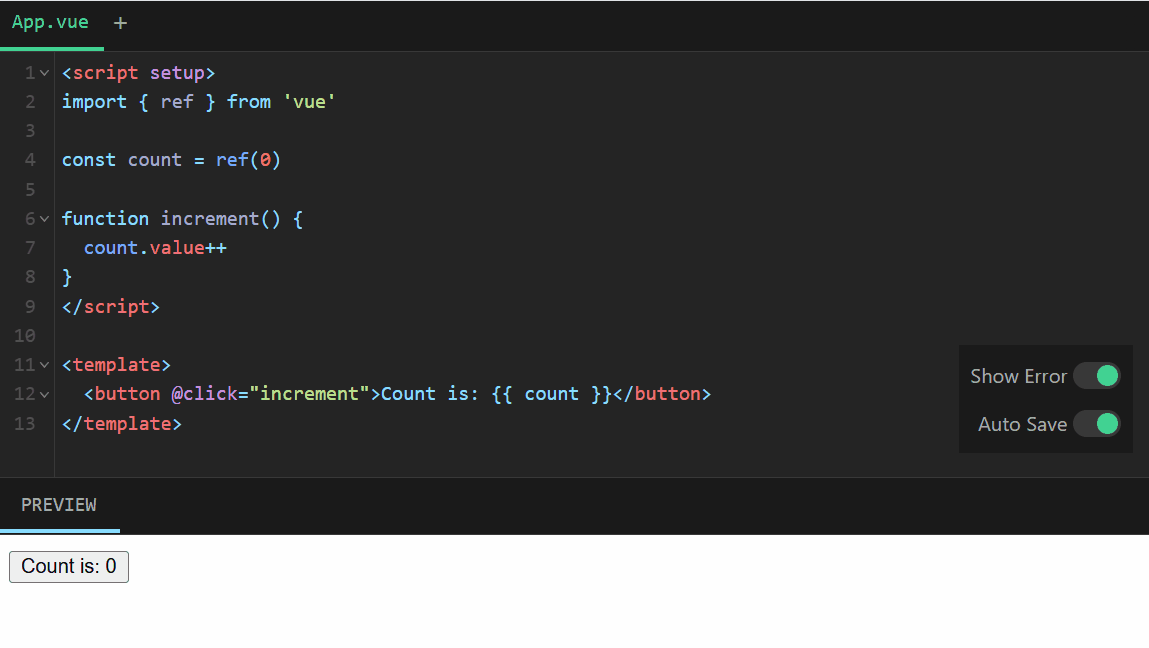 App.vue +
1 <script setup>
2 import { ref } from 'vue'
3
4 const count = ref(0)
5
6 function increment() {
7   count.value++
8 }
9 </script>
10
11 <template>
12   <button @click="increment">Count is: {{ count }}</button>
13 </template>
Show Error
Auto Save
PREVIEW
Count is: 0